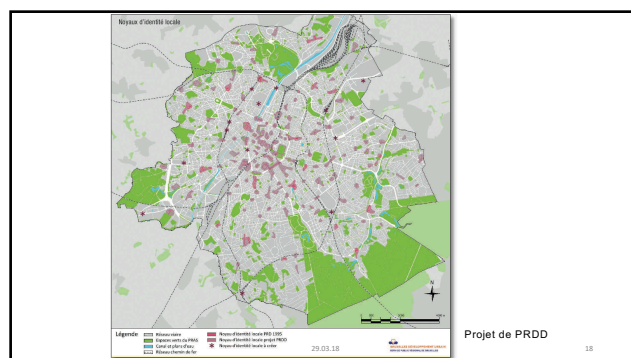 Noyaux d'identité locale
N
Légende
Réseau viaire
Espaces verts du PRAS
Canal et plans d'eau
Réseau chemin de fer
Noyau d'identité locale PRD 1995
Noyau d'identité locale projet PRDD
Noyau d'identité locale à créer
29.03.18
Projet de PRDD
18